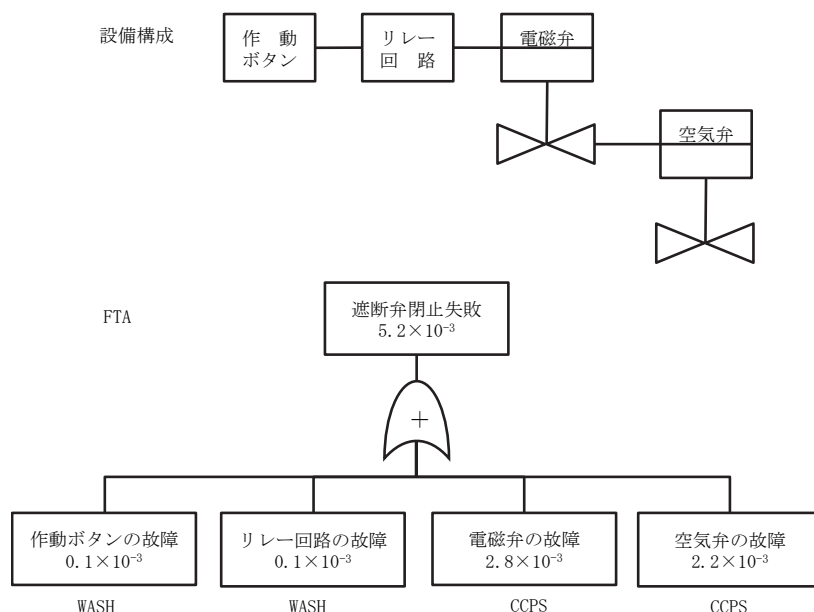 設備構成
作 動
ボタン
リレー
回 路
電磁弁
空気弁
FTA
遮断弁閉止失敗
5.2×10⁻³
+
作動ボタンの故障
0.1×10⁻³
リレー回路の故障
0.1×10⁻³
電磁弁の故障
2.8×10⁻³
空気弁の故障
2.2×10⁻³
WASH
WASH
CCPS
CCPS